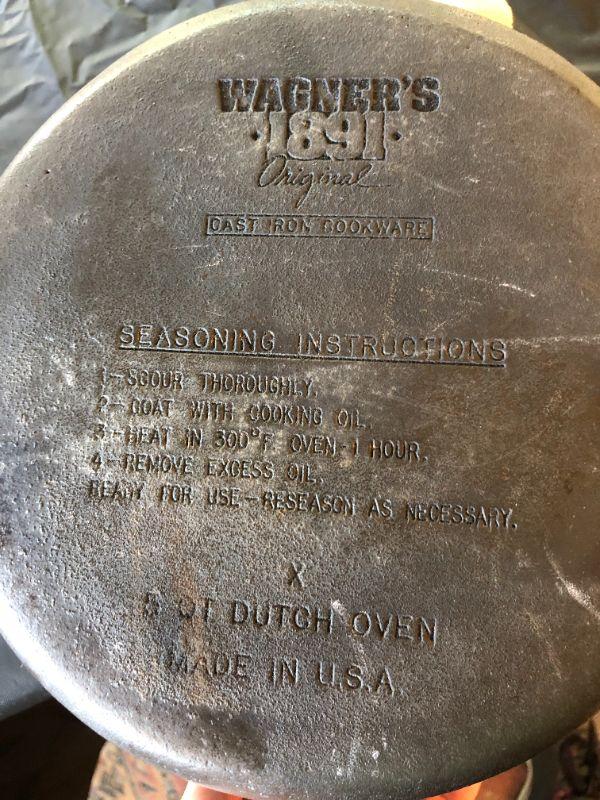 WAGNER'S
·1891·
Original
CAST IRON COOKWARE
SEASONING INSTRUCTIONS
1-SCOUR THOROUGHLY.
2-COAT WITH COOKING OIL.
3-HEAT IN 300°F OVEN-1 HOUR.
4-REMOVE EXCESS OIL.
READY FOR USE-RESEASON AS NECESSARY.
X
QT DUTCH OVEN
MADE IN U.S.A.